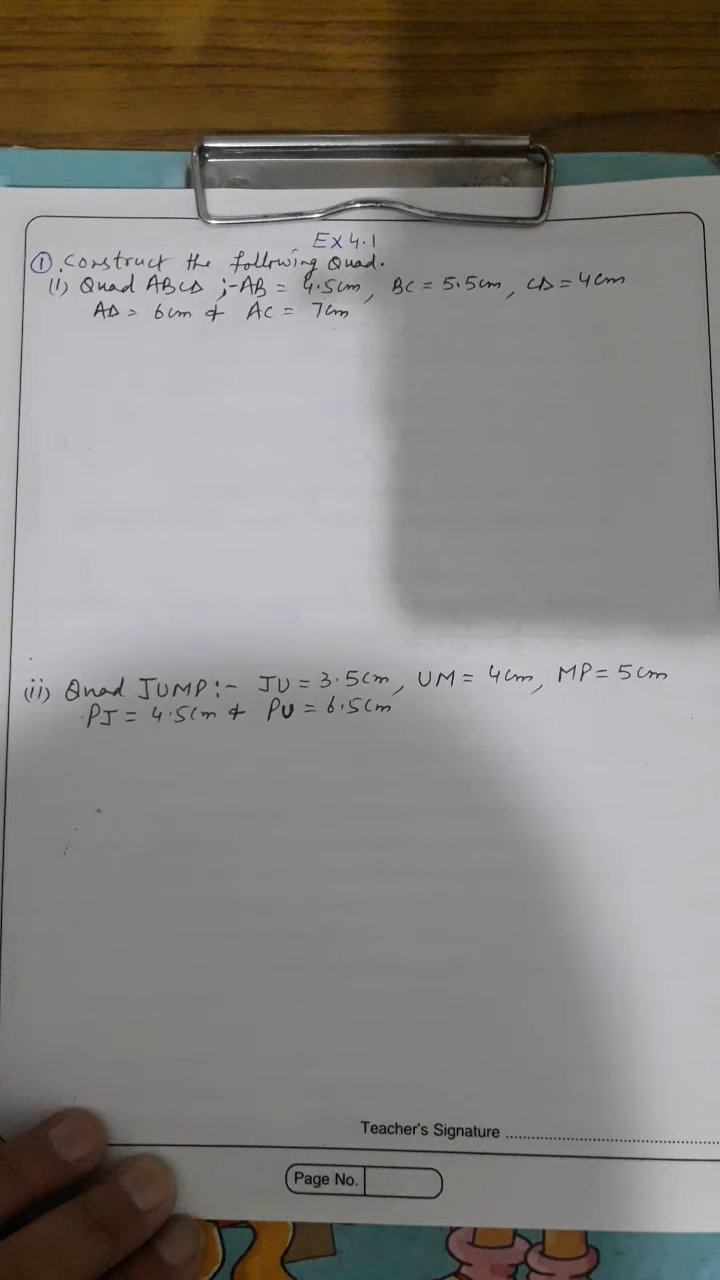 Ex 4.1
① Construct the following Quad.
(i) Quad ABCD ;- AB = 4.5cm, BC = 5.5cm, CD = 4cm
AD = 6cm & AC = 7cm
(ii) Quad JUMP:- JU = 3.5cm, UM = 4cm, MP = 5cm
PJ = 4.5cm & PU = 6.5cm
Teacher's Signature
Page No.